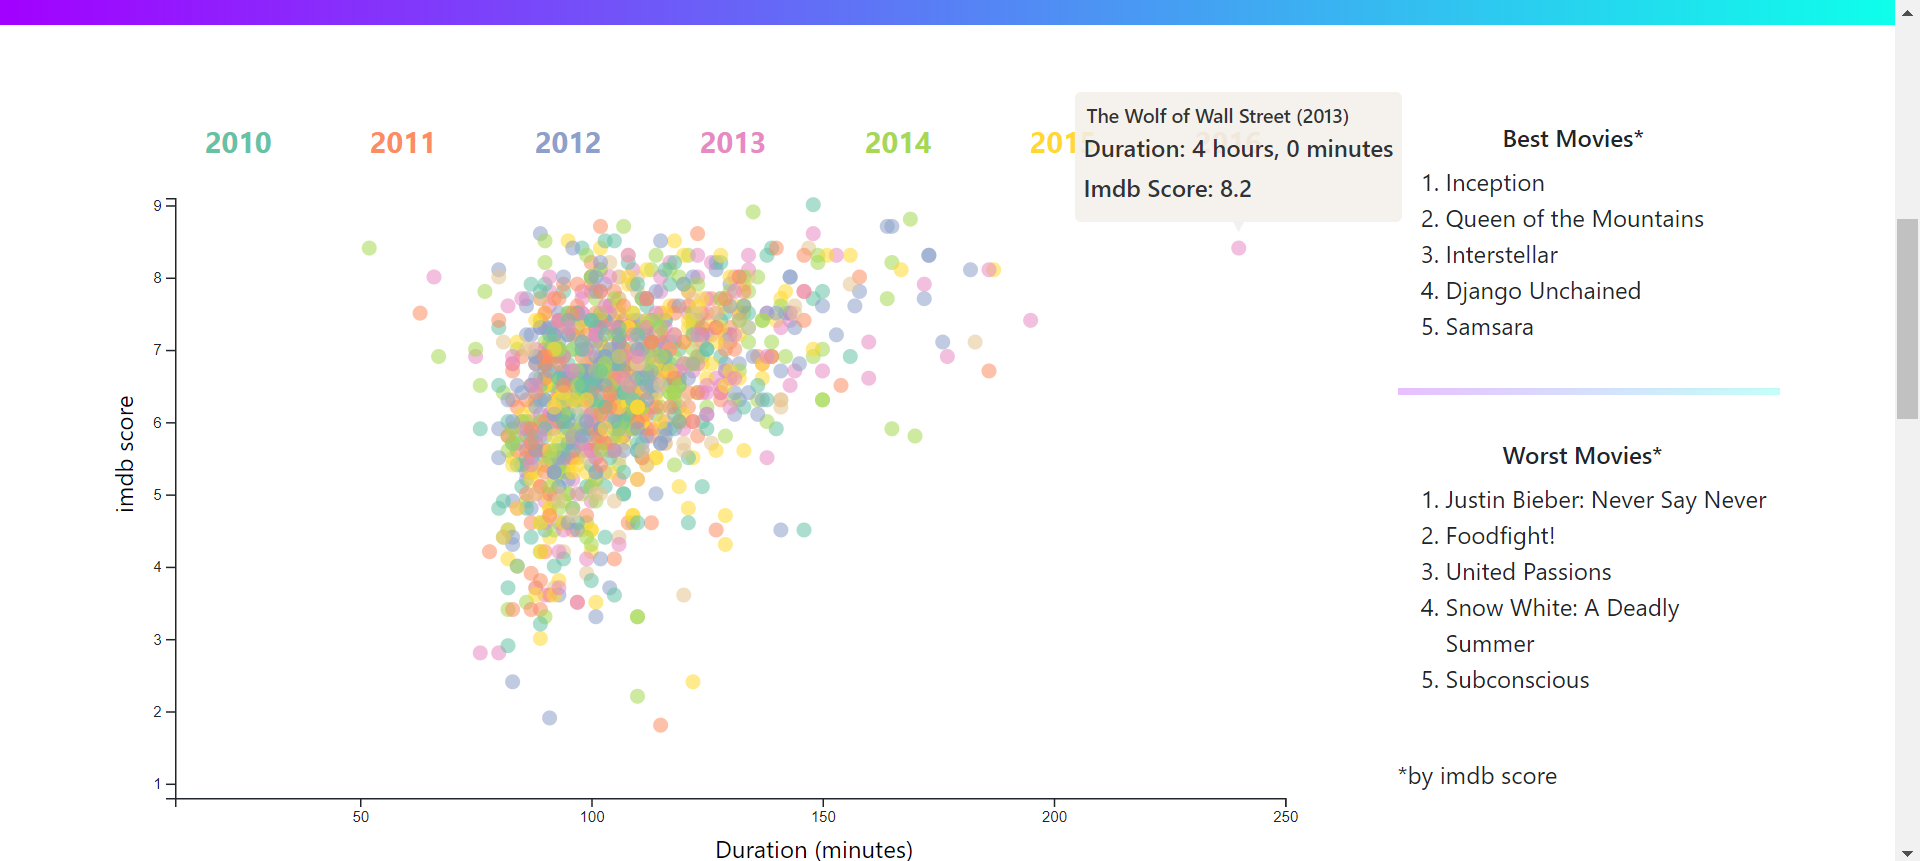 2010 2011 2012 2013 2014 2015 2016
The Wolf of Wall Street (2013)
Duration: 4 hours, 0 minutes
Imdb Score: 8.2
9
8
7
6
5
4
3
2
1
imdb score
50 100 150 200 250
Duration (minutes)
Best Movies*
1. Inception
2. Queen of the Mountains
3. Interstellar
4. Django Unchained
5. Samsara
Worst Movies*
1. Justin Bieber: Never Say Never
2. Foodfight!
3. United Passions
4. Snow White: A Deadly
Summer
5. Subconscious
*by imdb score